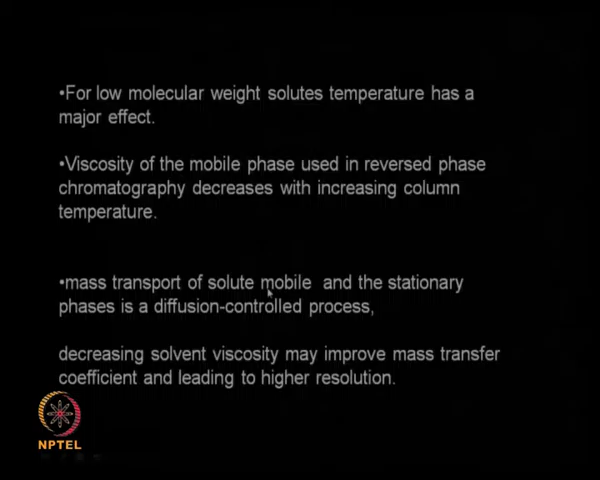 •For low molecular weight solutes temperature has a
major effect.
•Viscosity of the mobile phase used in reversed phase
chromatography decreases with increasing column
temperature.
•mass transport of solute mobile  and the stationary
phases is a diffusion-controlled process,
decreasing solvent viscosity may improve mass transfer
coefficient and leading to higher resolution.
NPTEL